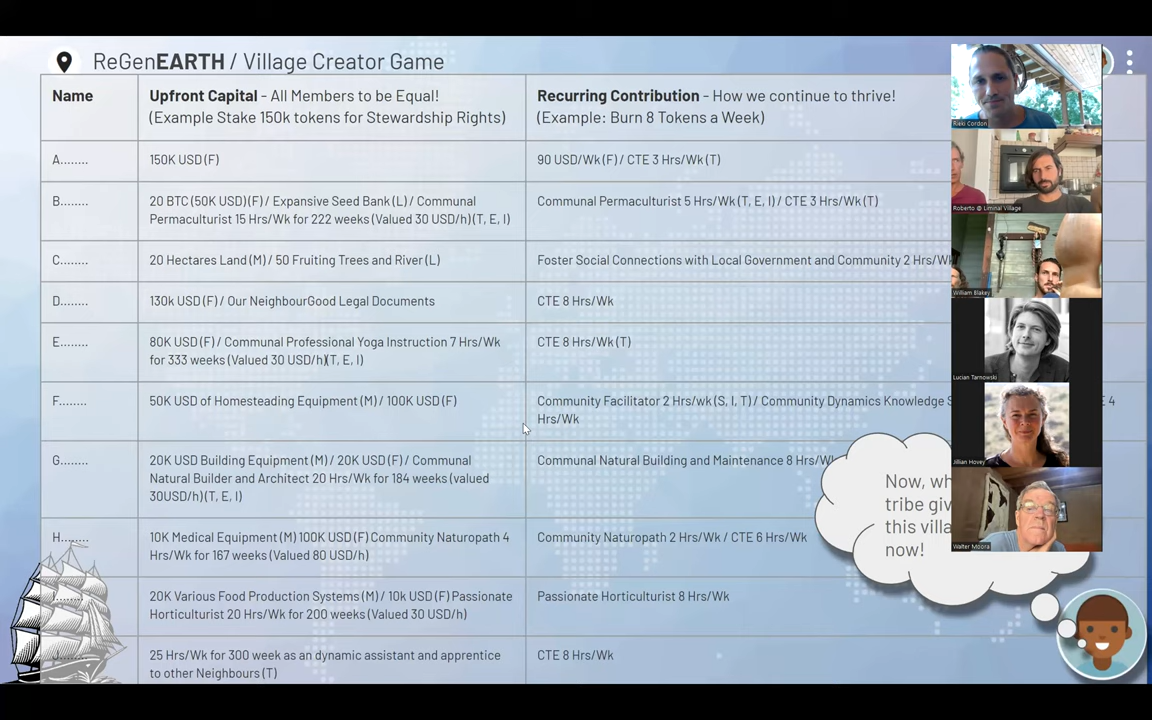 ReGenEARTH / Village Creator Game
Name
Upfront Capital - All Members to be Equal!
(Example Stake 150k tokens for Stewardship Rights)
Recurring Contribution - How we continue to thrive!
(Example: Burn 8 Tokens a Week)
A........
150K USD (F)
90 USD/Wk (F) / CTE 3 Hrs/Wk (T)
B........
20 BTC (50K USD)(F) / Expansive Seed Bank (L) / Communal
Permaculturist 15 Hrs/Wk for 222 weeks (Valued 30 USD/h)(T, E, I)
Communal Permaculturist 5 Hrs/Wk (T, E, I) / CTE 3 Hrs/Wk (T)
C........
20 Hectares Land (M) / 50 Fruiting Trees and River (L)
Foster Social Connections with Local Government and Community 2 Hrs/Wk
D........
130k USD (F) / Our NeighbourGood Legal Documents
CTE 8 Hrs/Wk
E........
80K USD (F) / Communal Professional Yoga Instruction 7 Hrs/Wk
for 333 weeks (Valued 30 USD/h)(T, E, I)
CTE 8 Hrs/Wk (T)
F........
50K USD of Homesteading Equipment (M) / 100K USD (F)
Community Facilitator 2 Hrs/wk (S, I, T) / Community Dynamics Knowledge S E 4
Hrs/Wk
G........
20K USD Building Equipment (M) / 20K USD (F) / Communal
Natural Builder and Architect 20 Hrs/Wk for 184 weeks (valued
30USD/h)(T, E, I)
Communal Natural Building and Maintenance 8 Hrs/W
H........
10K Medical Equipment (M) 100K USD (F) Community Naturopath 4
Hrs/Wk for 167 weeks (Valued 80 USD/h)
Community Naturopath 2 Hrs/Wk / CTE 6 Hrs/Wk
20K Various Food Production Systems (M) / 10k USD (F) Passionate
Horticulturist 20 Hrs/Wk for 200 weeks (Valued 30 USD/h)
Passionate Horticulturist 8 Hrs/Wk
25 Hrs/Wk for 300 week as an dynamic assistant and apprentice
to other Neighbours (T)
CTE 8 Hrs/Wk
Now, wh
tribe giv
this villa
now!
Rieki Cordon
Roberto @ Liminal Village
William Blakey
Lucian Tarnowski
Jillian Hovey
Walter Moora